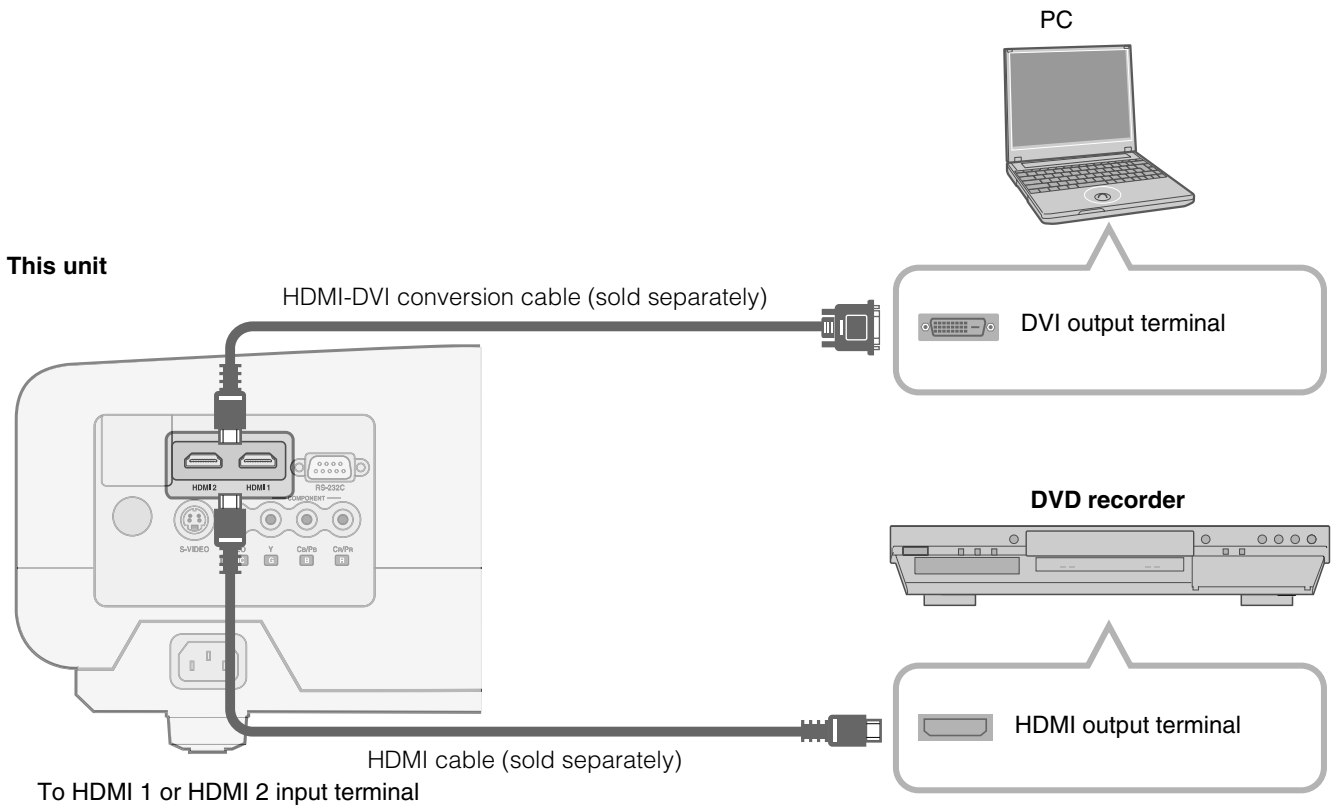 PC
This unit
HDMI-DVI conversion cable (sold separately)
DVI output terminal
HDMI 2 HDMI 1
RS-232C
COMPONENT
S-VIDEO Y CB/PB CR/PR
G B R
DVD recorder
HDMI output terminal
HDMI cable (sold separately)
To HDMI 1 or HDMI 2 input terminal